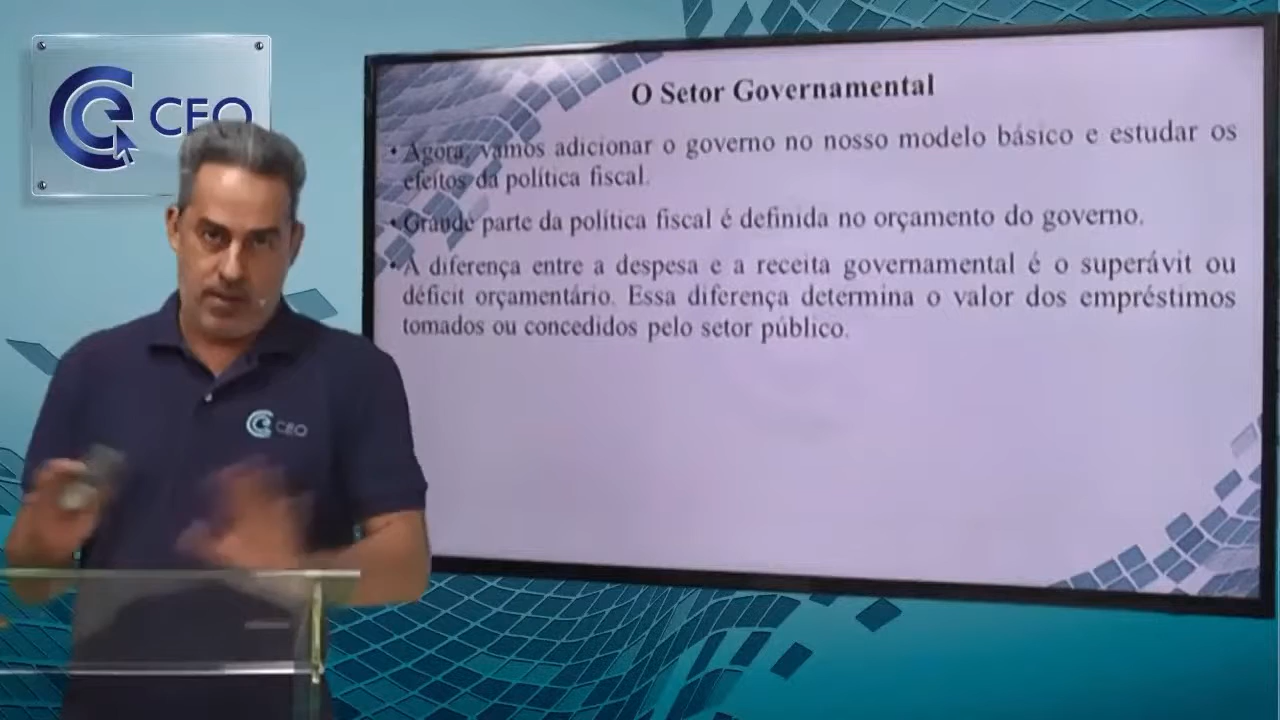 CEO
O Setor Governamental
• Agora, vamos adicionar o governo no nosso modelo básico e estudar os
efeitos da política fiscal.
• Grande parte da política fiscal é definida no orçamento do governo.
• A diferença entre a despesa e a receita governamental é o superávit ou
déficit orçamentário. Essa diferença determina o valor dos empréstimos
tomados ou concedidos pelo setor público.
CEO